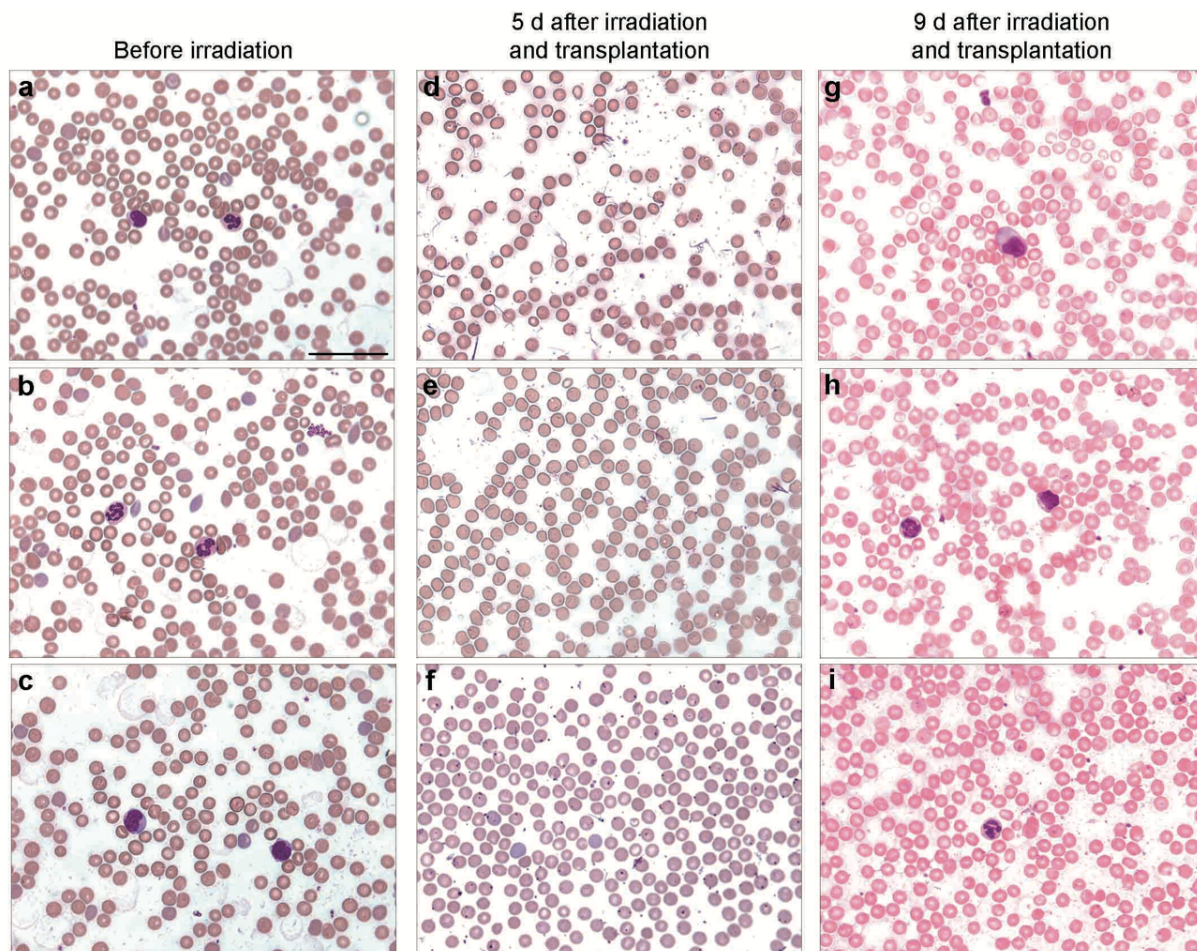 Before irradiation
5 d after irradiation
and transplantation
9 d after irradiation
and transplantation
a
d
g
b
e
h
c
f
i